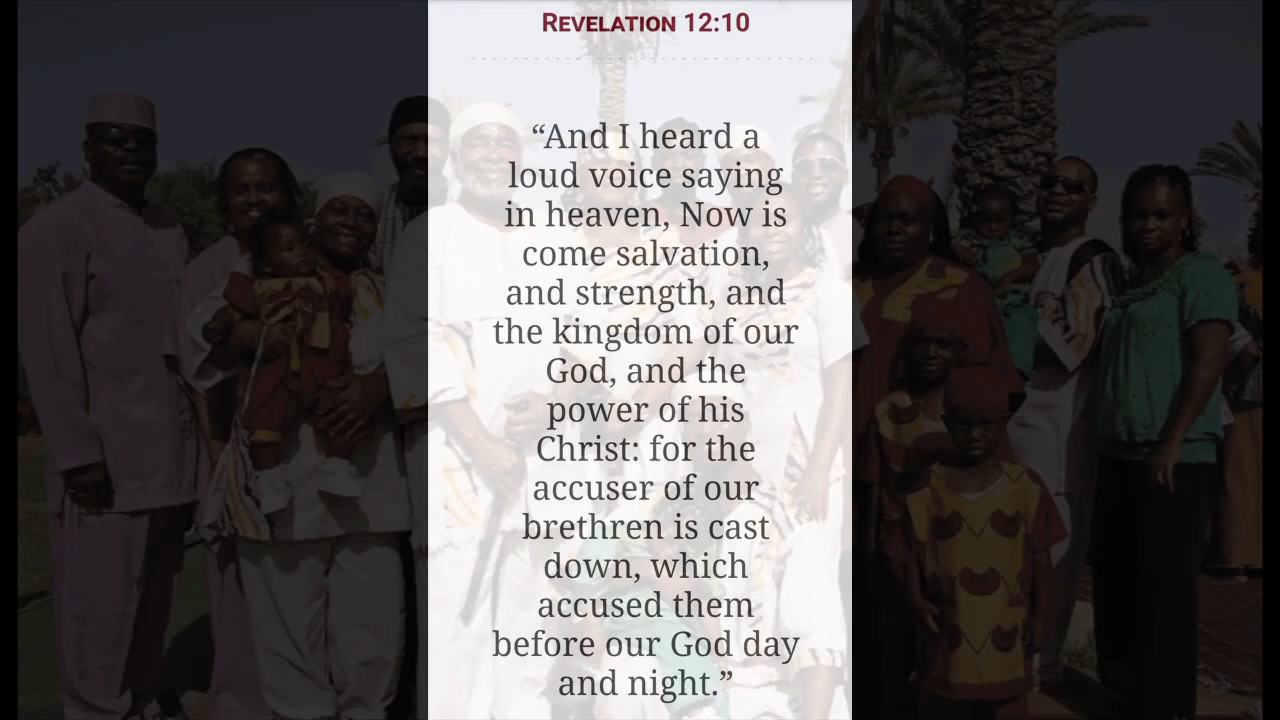 REVELATION 12:10
“And I heard a
loud voice saying
in heaven, Now is
come salvation,
and strength, and
the kingdom of our
God, and the
power of his
Christ: for the
accuser of our
brethren is cast
down, which
accused them
before our God day
and night.”